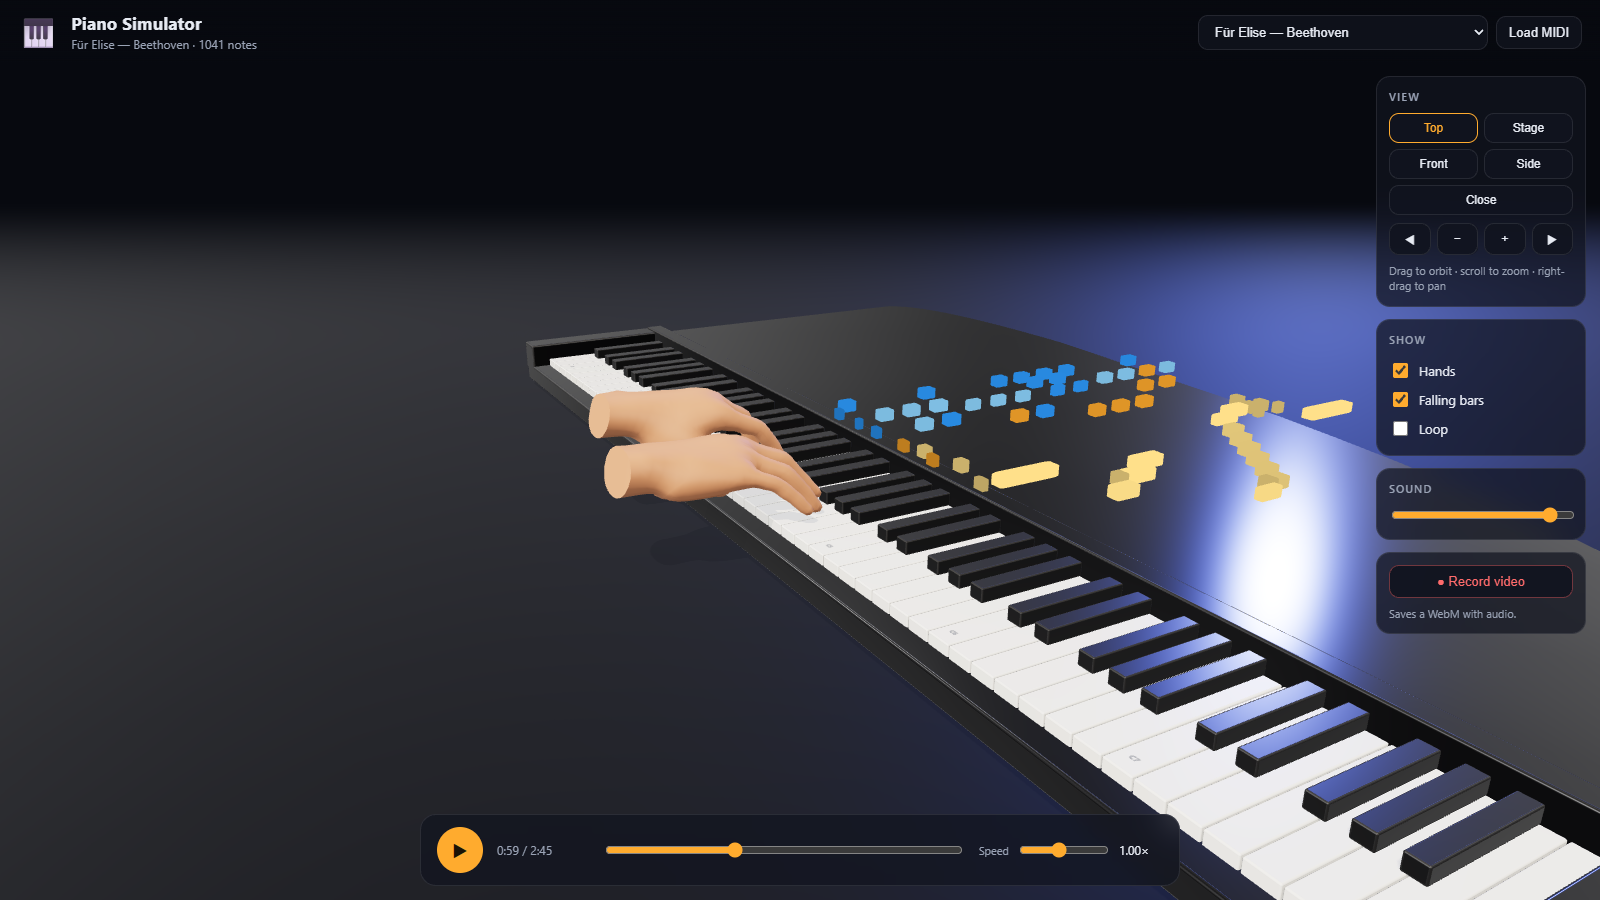 Piano Simulator
Für Elise — Beethoven · 1041 notes
Für Elise — Beethoven
Load MIDI
VIEW
Top
Stage
Front
Side
Close
Drag to orbit · scroll to zoom · right-
drag to pan
SHOW
Hands
Falling bars
Loop
SOUND
● Record video
Saves a WebM with audio.
0:59 / 2:45
Speed
1.00×